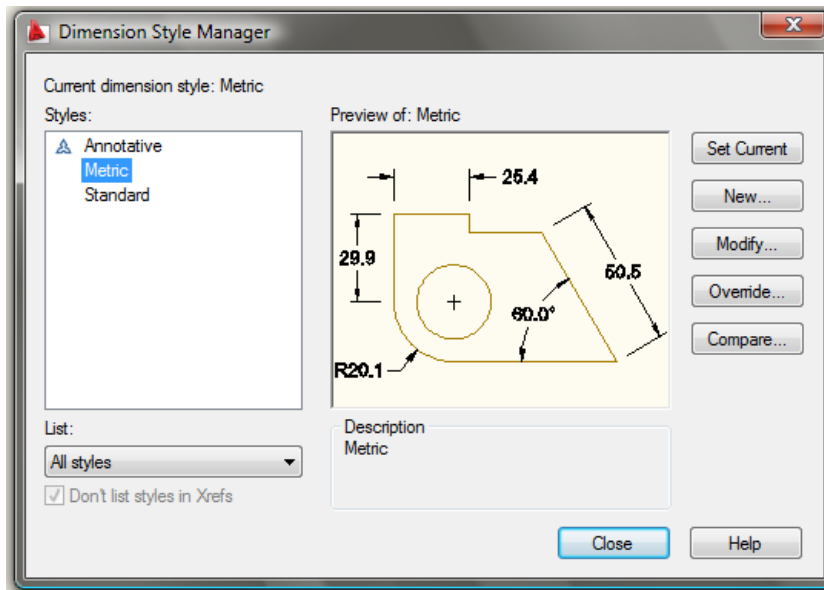 Dimension Style Manager
Current dimension style: Metric
Styles:
Annotative
Metric
Standard
List:
All styles
Don't list styles in Xrefs
Preview of: Metric
25.4
29.9
50.5
60.0°
R20.1
Description
Metric
Set Current
New...
Modify...
Override...
Compare...
Close
Help